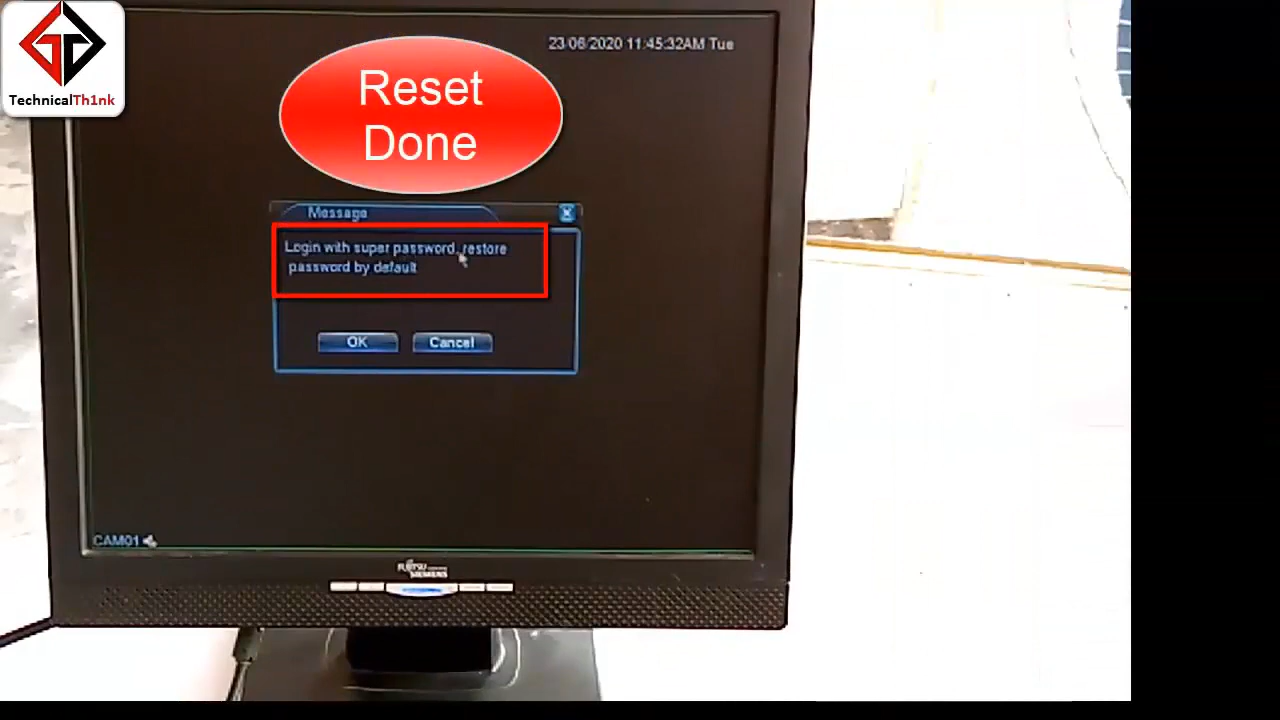 TechnicalTh1nk
23/06/2020 11:45:32AM Tue
Reset
Done
Message
Login with super password, restore
password by default
OK
Cancel
CAM01
FUJITSU
SIEMENS